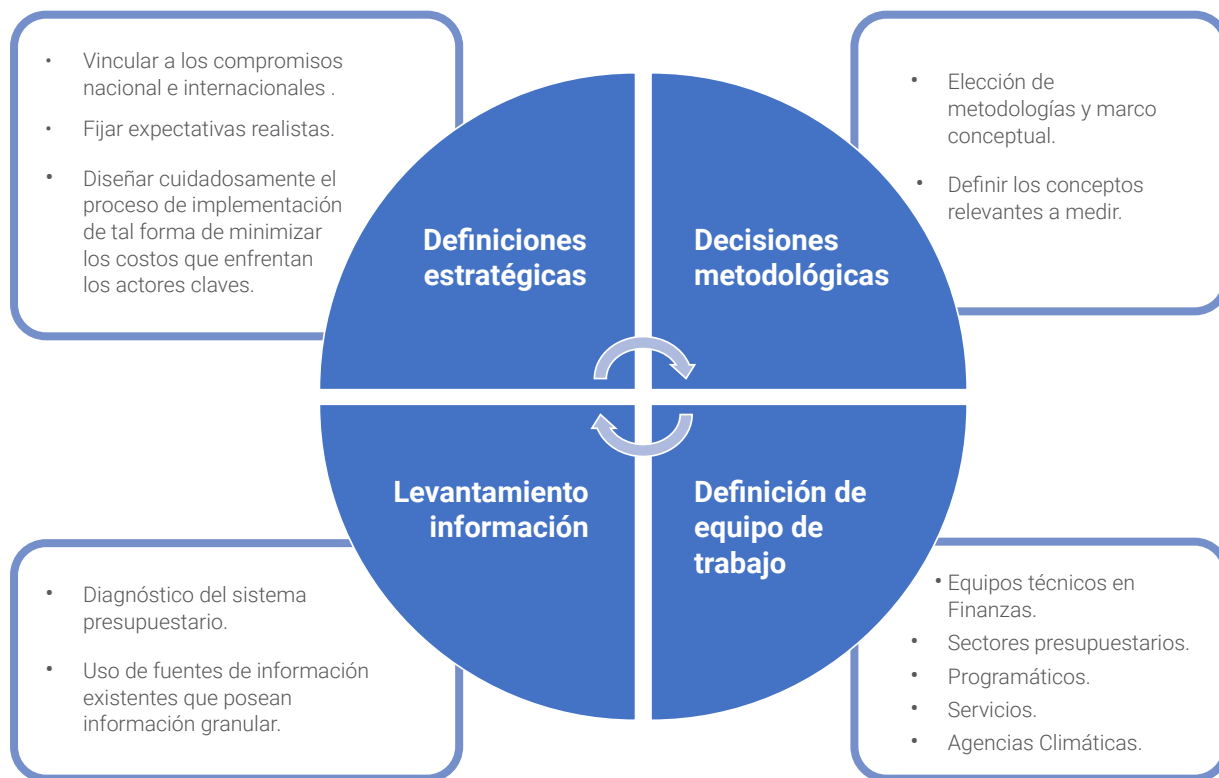 • Vincular a los compromisos
nacional e internacionales .
• Fijar expectativas realistas.
• Diseñar cuidadosamente el
proceso de implementación
de tal forma de minimizar
los costos que enfrentan
los actores claves.
• Elección de
metodologías y marco
conceptual.
• Definir los conceptos
relevantes a medir.
Definiciones
estratégicas
Decisiones
metodológicas
Levantamiento
información
Definición de
equipo de
trabajo
• Diagnóstico del sistema
presupuestario.
• Uso de fuentes de información
existentes que posean
información granular.
• Equipos técnicos en
Finanzas.
• Sectores presupuestarios.
• Programáticos.
• Servicios.
• Agencias Climáticas.